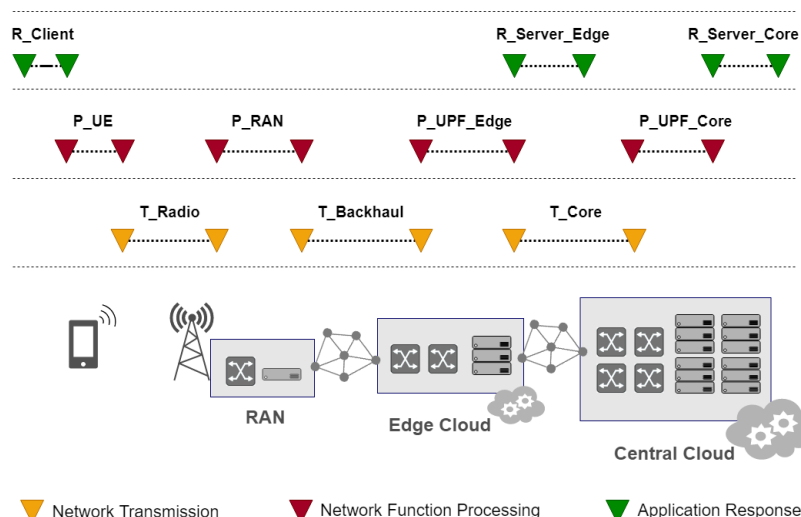 R_Client R_Server_Edge R_Server_Core
P_UE P_RAN P_UPF_Edge P_UPF_Core
T_Radio T_Backhaul T_Core
RAN
Edge Cloud
Central Cloud
Network Transmission Network Function Processing Application Response